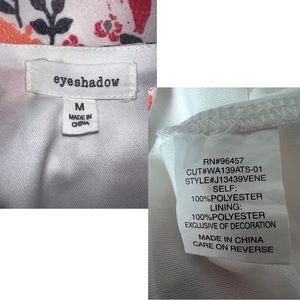 eyeshadow
M
MADE IN
CHINA
RN#96457
CUT#WA139ATS-01
STYLE#J13439VENE
SELF:
100%POLYESTER
LINING:
100%POLYESTER
EXCLUSIVE OF DECORATION
MADE IN CHINA
CARE ON REVERSE